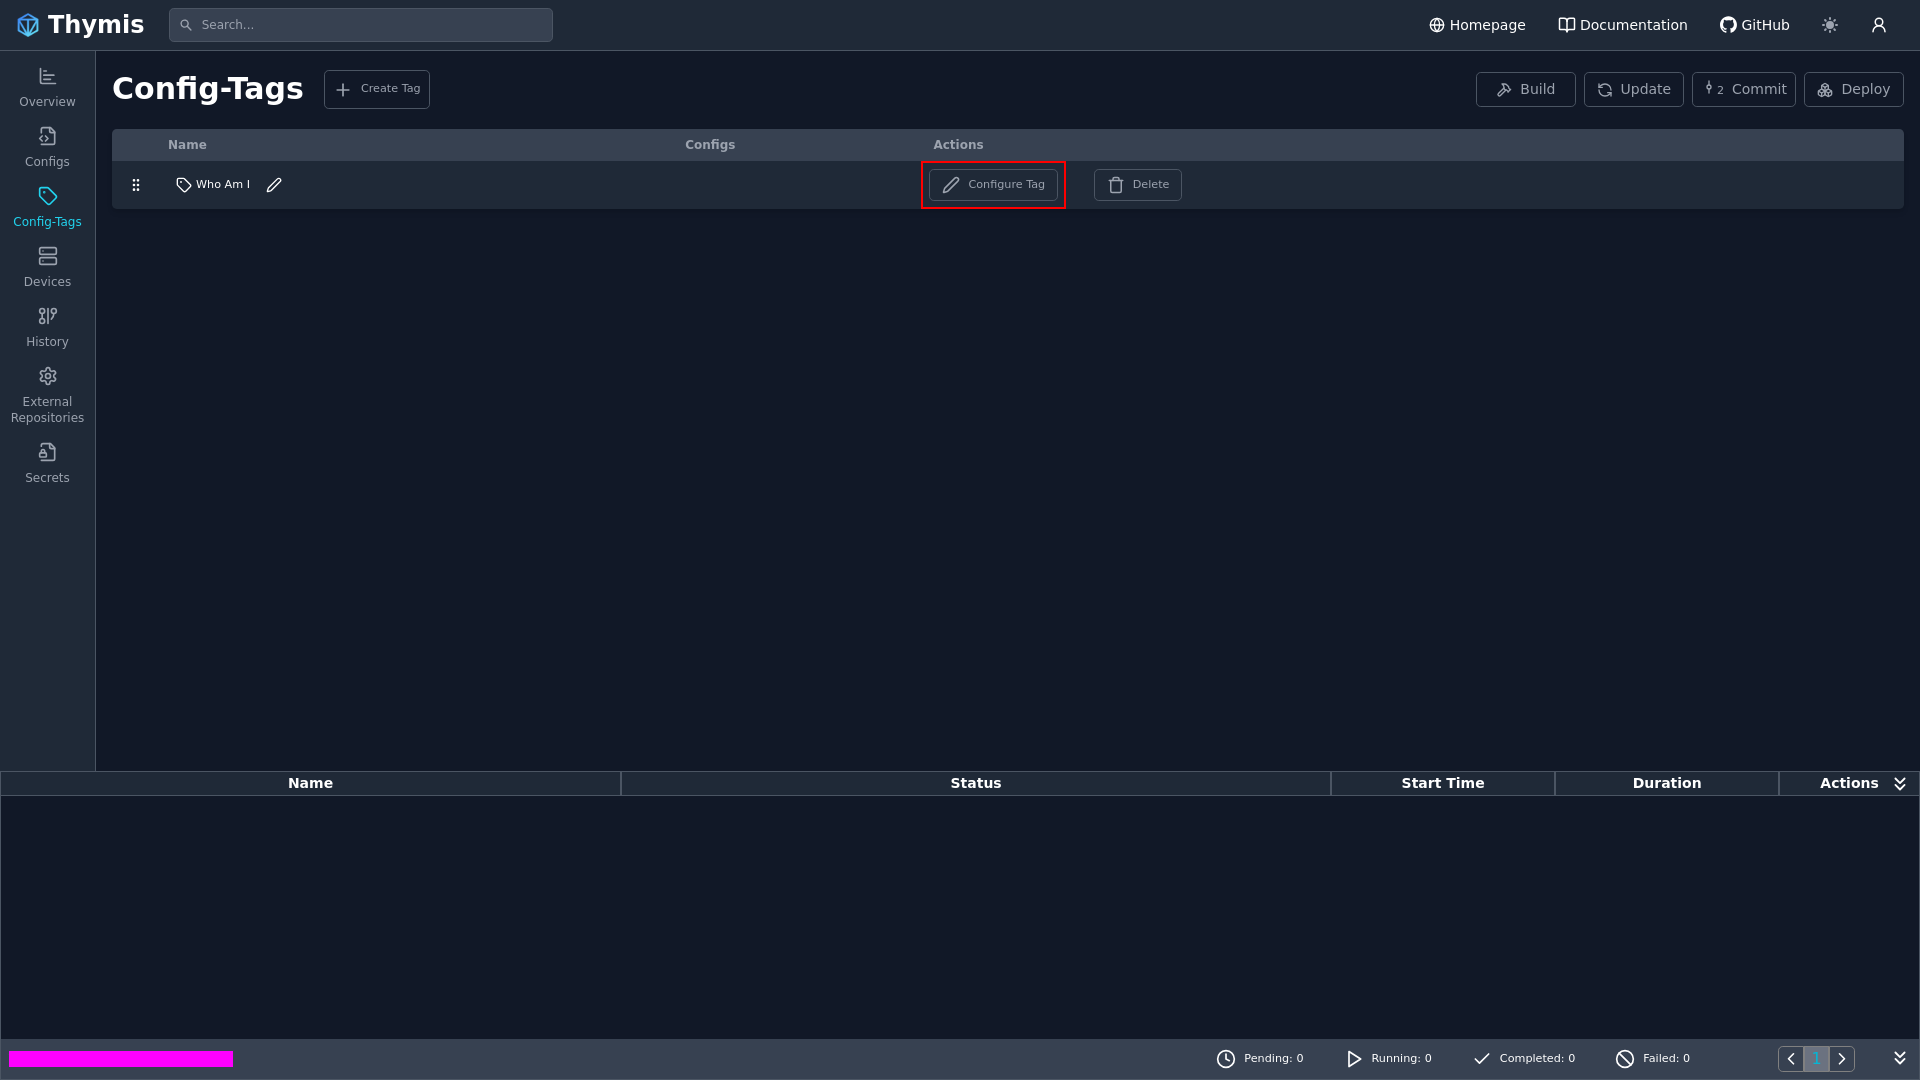 Thymis
Search...
Homepage
Documentation
GitHub
Overview
Configs
Config-Tags
Devices
History
External
Repositories
Secrets
Config-Tags
Create Tag
Build
Update
2 Commit
Deploy
Name Configs Actions
Who Am I
Configure Tag
Delete
Name Status Start Time Duration Actions
Pending: 0
Running: 0
Completed: 0
Failed: 0
1